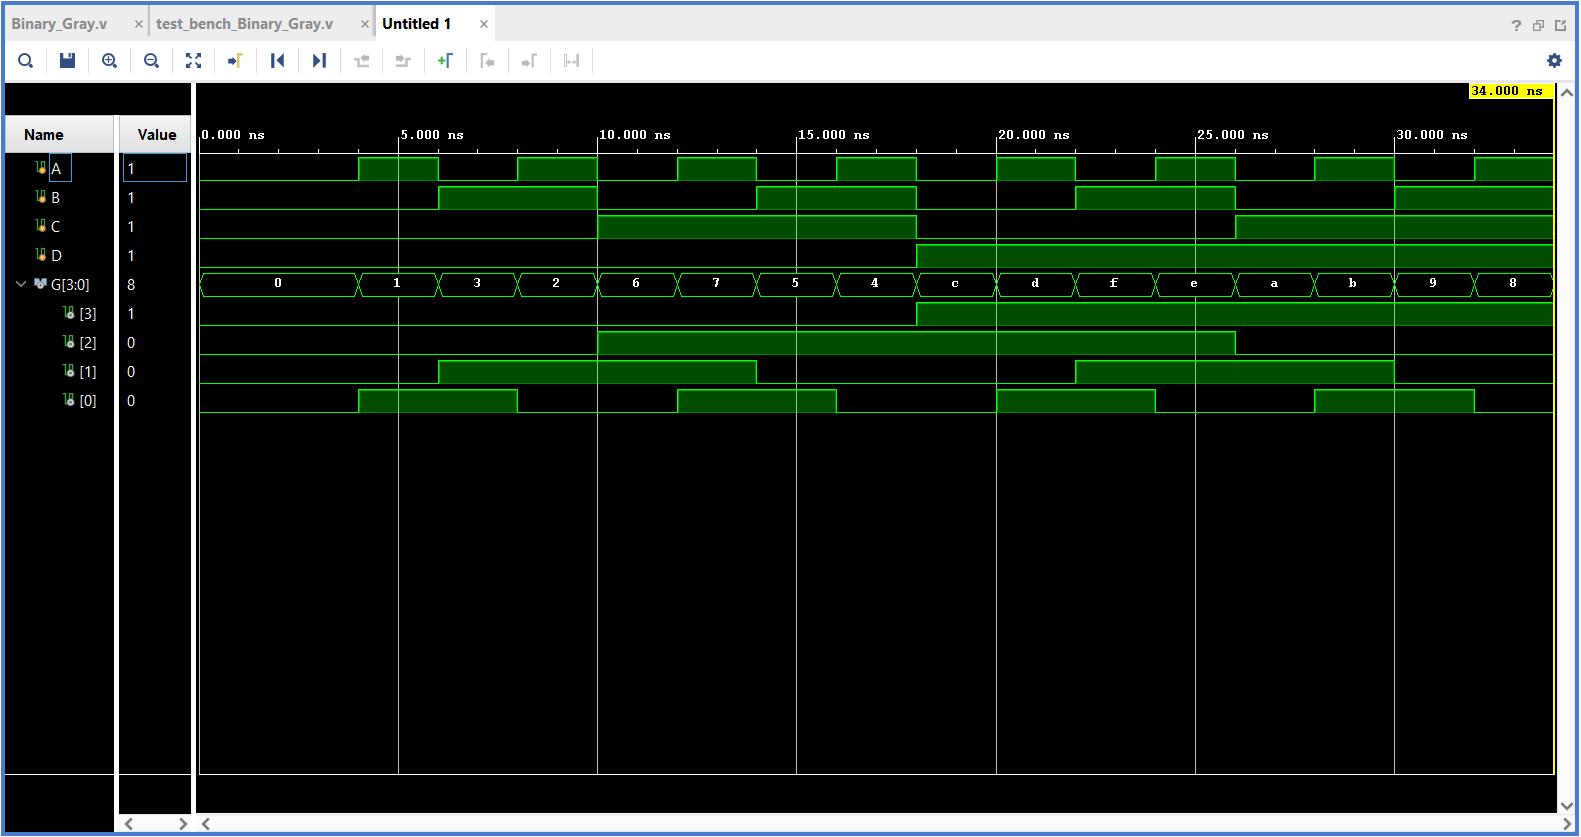 Binary_Gray.v × test_bench_Binary_Gray.v × Untitled 1 ×
?
34.000 ns
Name Value
0.000 ns 5.000 ns 10.000 ns 15.000 ns 20.000 ns 25.000 ns 30.000 ns
A 1
B 1
C 1
D 1
G[3:0] 8 0 1 3 2 6 7 5 4 c d f e a b 9 8
[3] 1
[2] 0
[1] 0
[0] 0